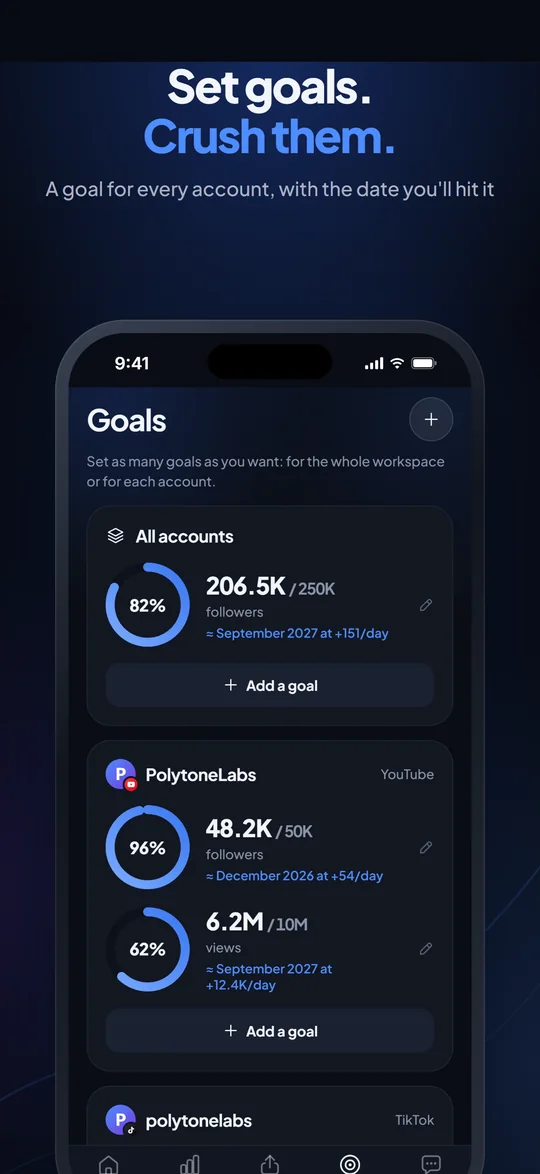 Set goals.
Crush them.
A goal for every account, with the date you'll hit it
9:41
Goals
+
Set as many goals as you want: for the whole workspace
or for each account.
All accounts
82%
206.5K / 250K
followers
≈ September 2027 at +151/day
+ Add a goal
P PolytoneLabs YouTube
96%
48.2K / 50K
followers
≈ December 2026 at +54/day
62%
6.2M / 10M
views
≈ September 2027 at
+12.4K/day
+ Add a goal
P polytonelabs TikTok